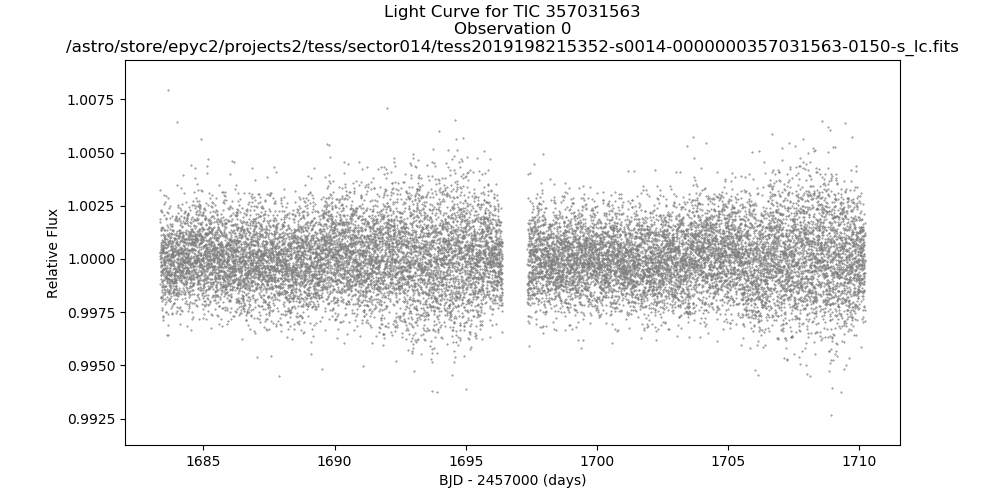 Light Curve for TIC 357031563
Observation 0
/astro/store/epyc2/projects2/tess/sector014/tess2019198215352-s0014-0000000357031563-0150-s_lc.fits
1.0075
1.0050
1.0025
1.0000
0.9975
0.9950
0.9925
Relative Flux
1685
1690
1695
1700
1705
1710
BJD - 2457000 (days)